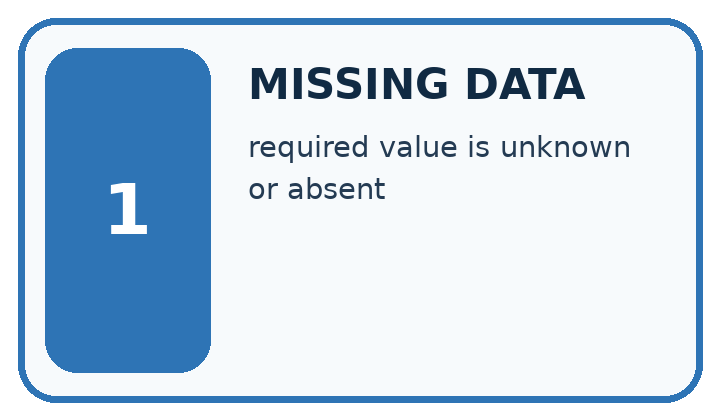 1
MISSING DATA
required value is unknown
or absent